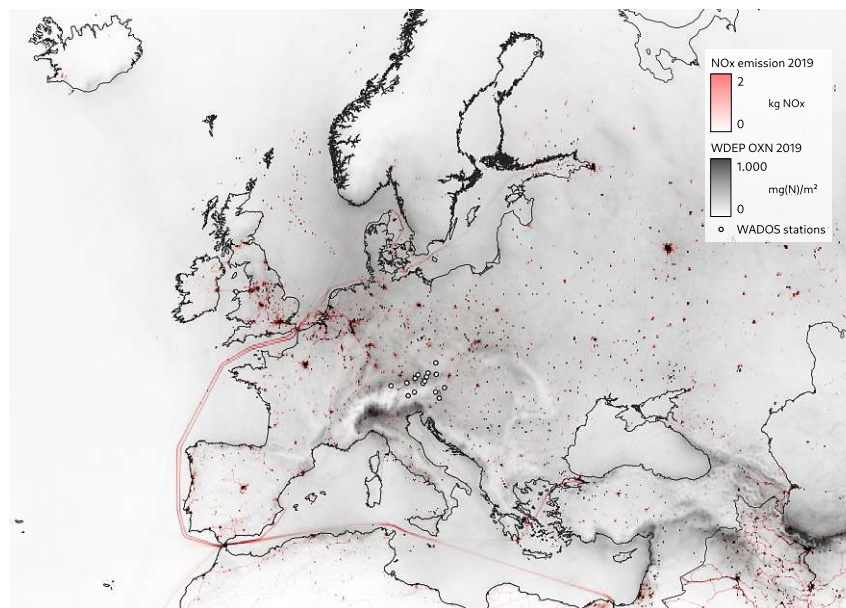 NOx emission 2019
2
kg NOx
0
WDEP OXN 2019
1.000
mg(N)/m²
0
WADOS stations